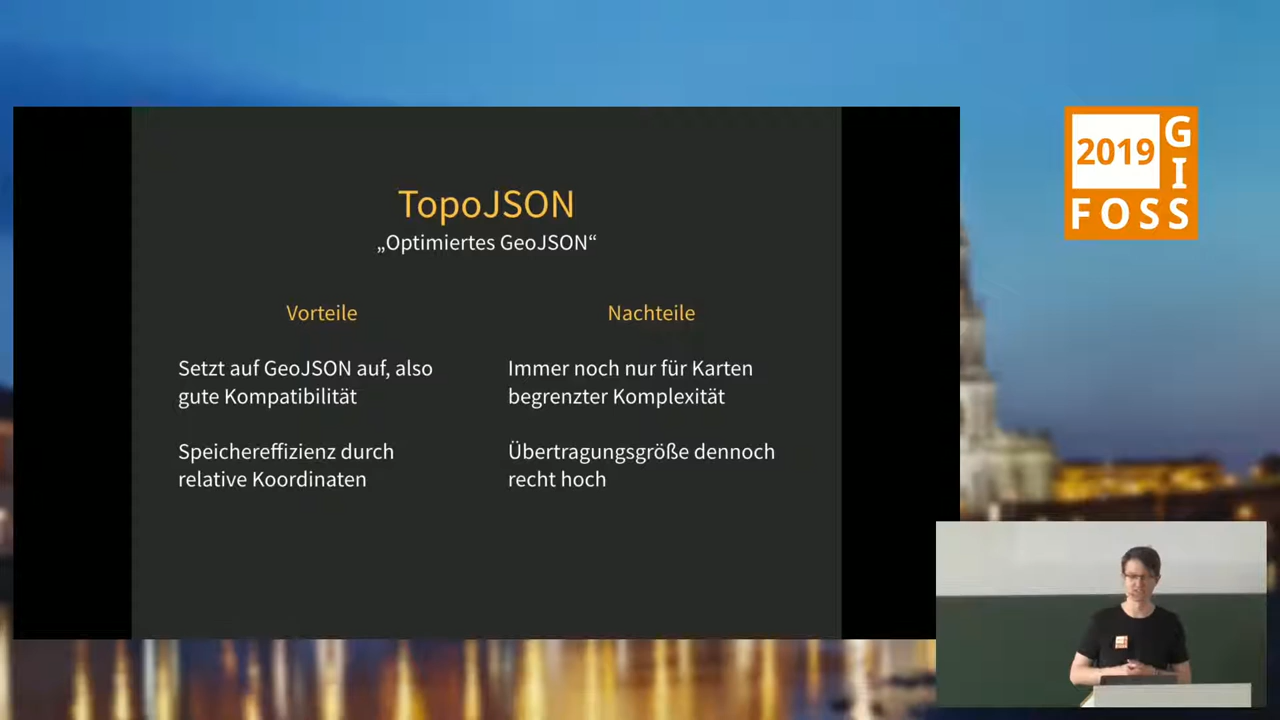 TopoJSON
„Optimiertes GeoJSON“
Vorteile
Setzt auf GeoJSON auf, also
gute Kompatibilität
Speichereffizienz durch
relative Koordinaten
Nachteile
Immer noch nur für Karten
begrenzter Komplexität
Übertragungsgröße dennoch
recht hoch
2019
GIS
FOSS